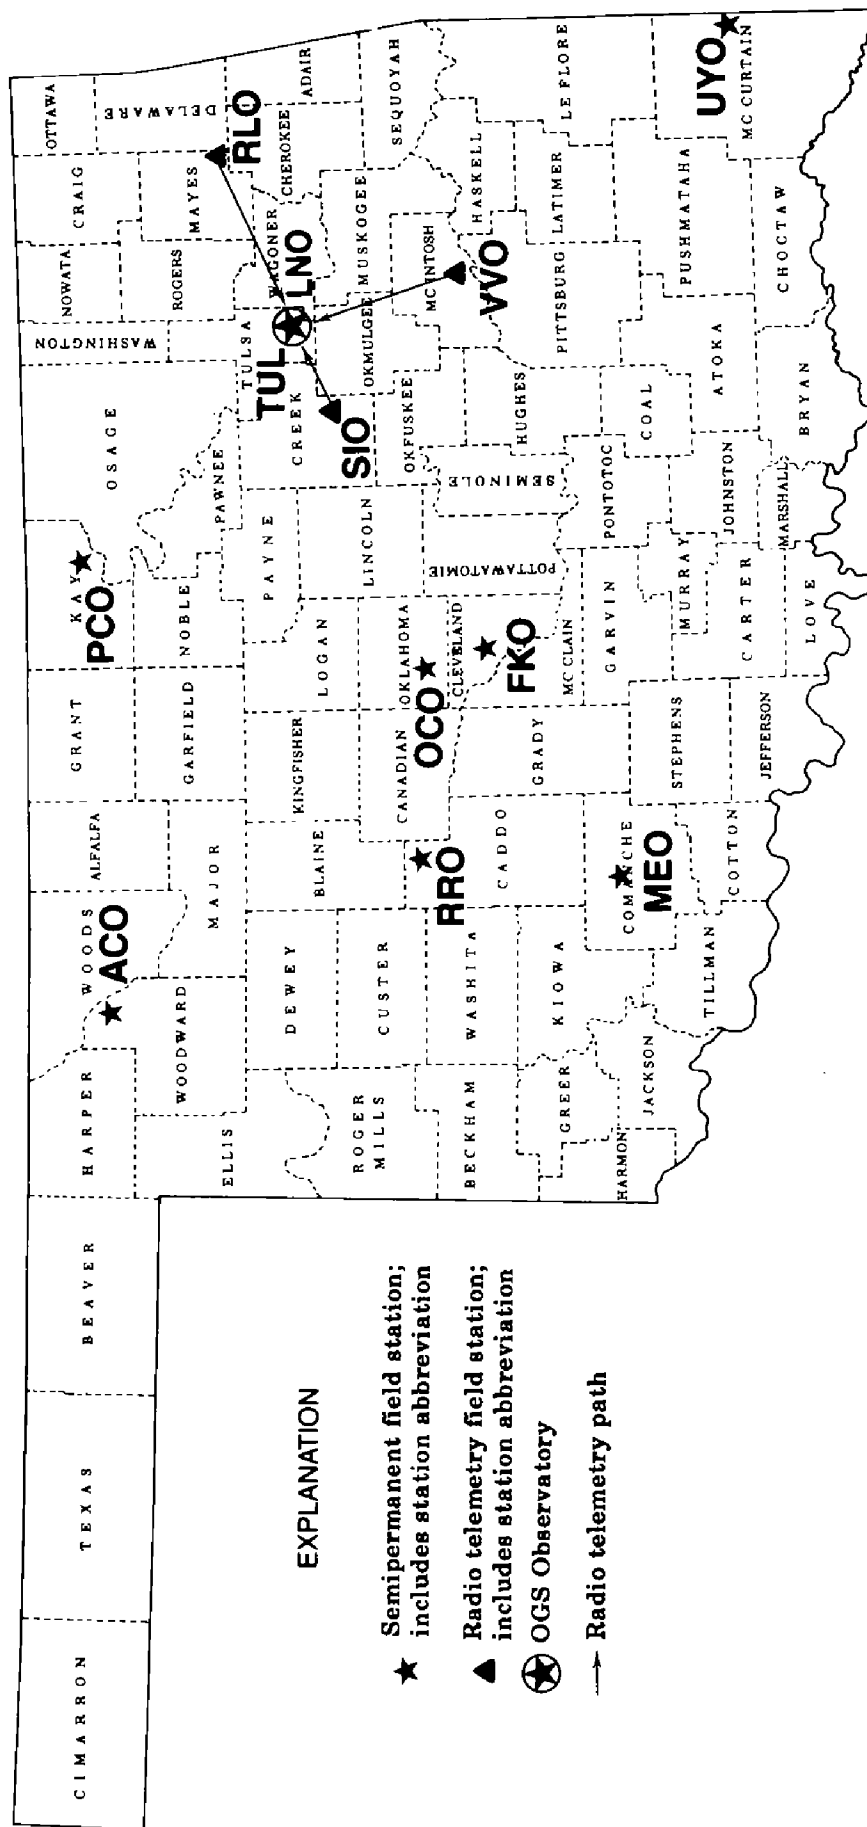 CIMARRON
TEXAS
BEAVER
HARPER
WOODS
ALFALFA
GRANT
KAY
OSAGE
WASHINGTON
NOWATA
CRAIG
OTTAWA
ACO
PCO
ELLIS
WOODWARD
MAJOR
GARFIELD
NOBLE
PAWNEE
TULSA
ROGERS
MAYES
DELAWARE
RLO
DEWEY
BLAINE
KINGFISHER
LOGAN
PAYNE
CREEK
TUL
LNO
WAGONER
CHEROKEE
ADAIR
ROGER
MILLS
CUSTER
CANADIAN
OKLAHOMA
LINCOLN
SIO
OKMULGEE
MUSKOGEE
SEQUOYAH
RRO
OCO
OKFUSKEE
MC INTOSH
VVO
HASKELL
BECKHAM
WASHITA
CADDO
GRADY
CLEVELAND
FKO
MC CLAIN
POTTAWATOMIE
SEMINOLE
HUGHES
PITTSBURG
LATIMER
LE FLORE
GREER
KIOWA
COMANCHE
MEO
GARVIN
PONTOTOC
COAL
HARMON
JACKSON
TILLMAN
COTTON
STEPHENS
JEFFERSON
MURRAY
CARTER
LOVE
JOHNSTON
MARSHALL
ATOKA
BRYAN
PUSHMATAHA
CHOCTAW
UYO
MC CURTAIN
EXPLANATION
Semipermanent field station;
includes station abbreviation
Radio telemetry field station;
includes station abbreviation
OGS Observatory
Radio telemetry path